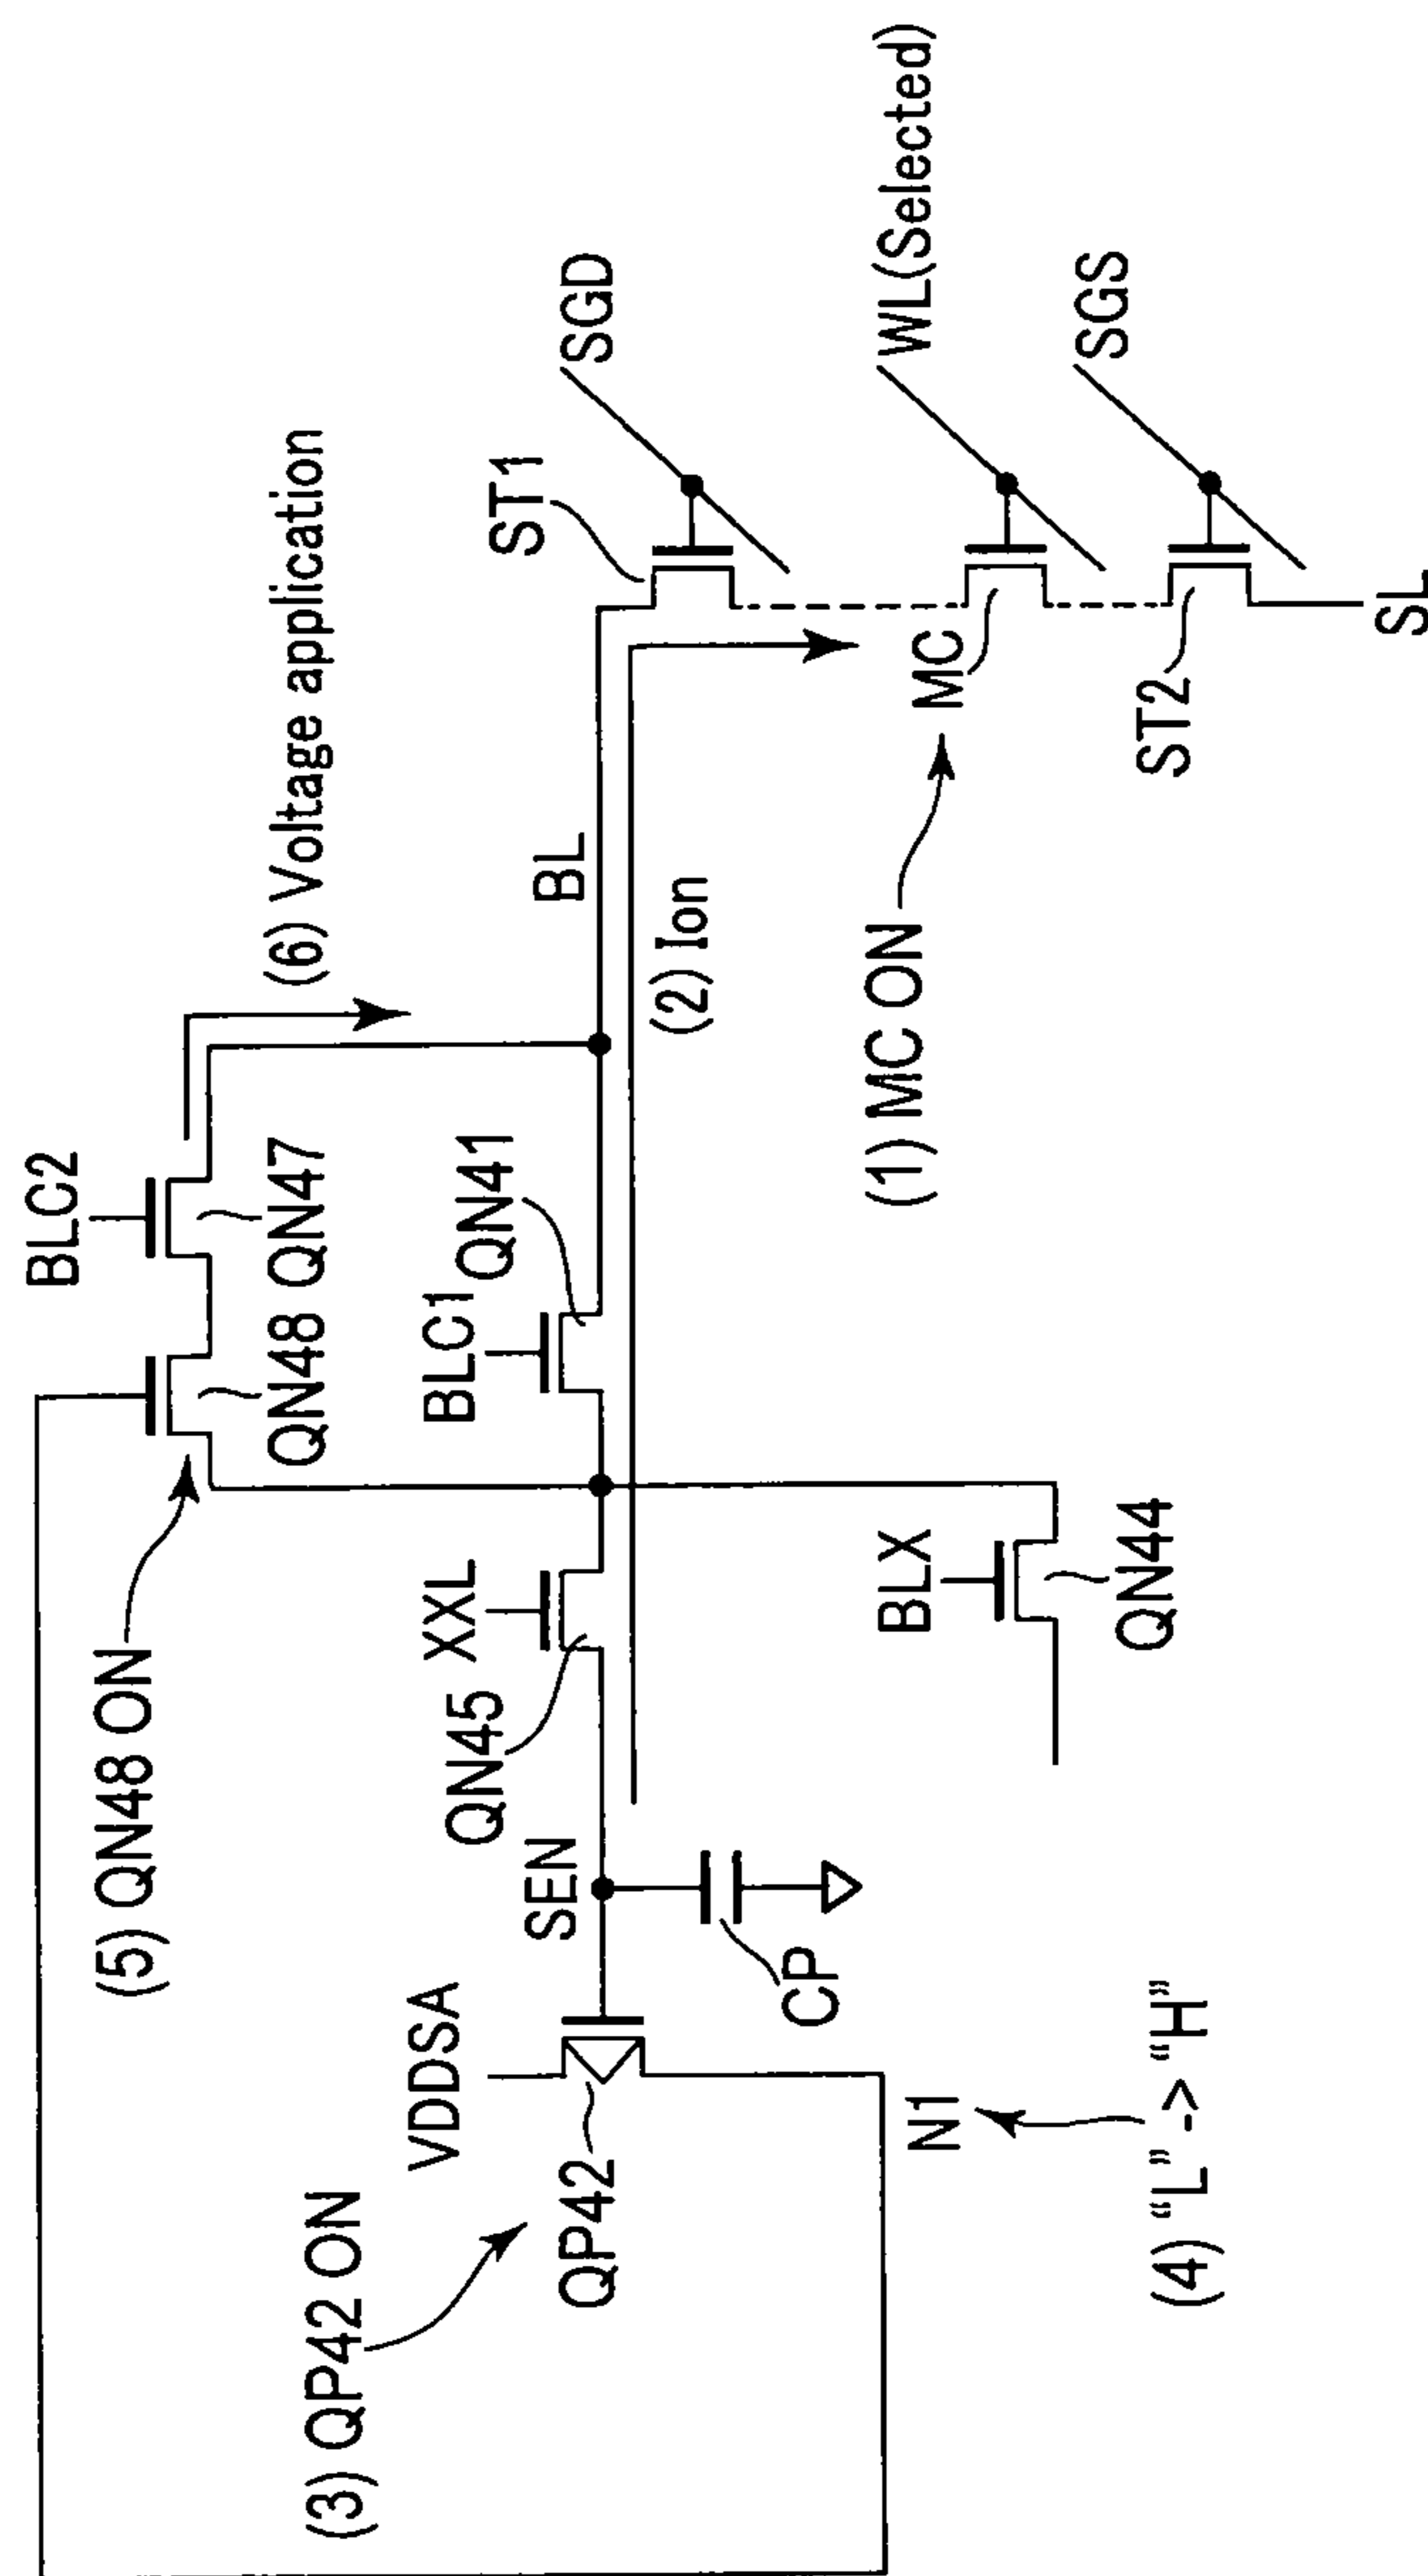 BLC2
(6) Voltage application
(5) QN48 ON
QN48
QN47
ST1
SGD
BLC1
QN41
BL
XXL
QN45
(3) QP42 ON
VDDSA
SEN
QP42
(2) Ion
CP
BLX
(1) MC ON
MC
WL(Selected)
N1
QN44
ST2
SGS
(4) “L” -> “H”
SL